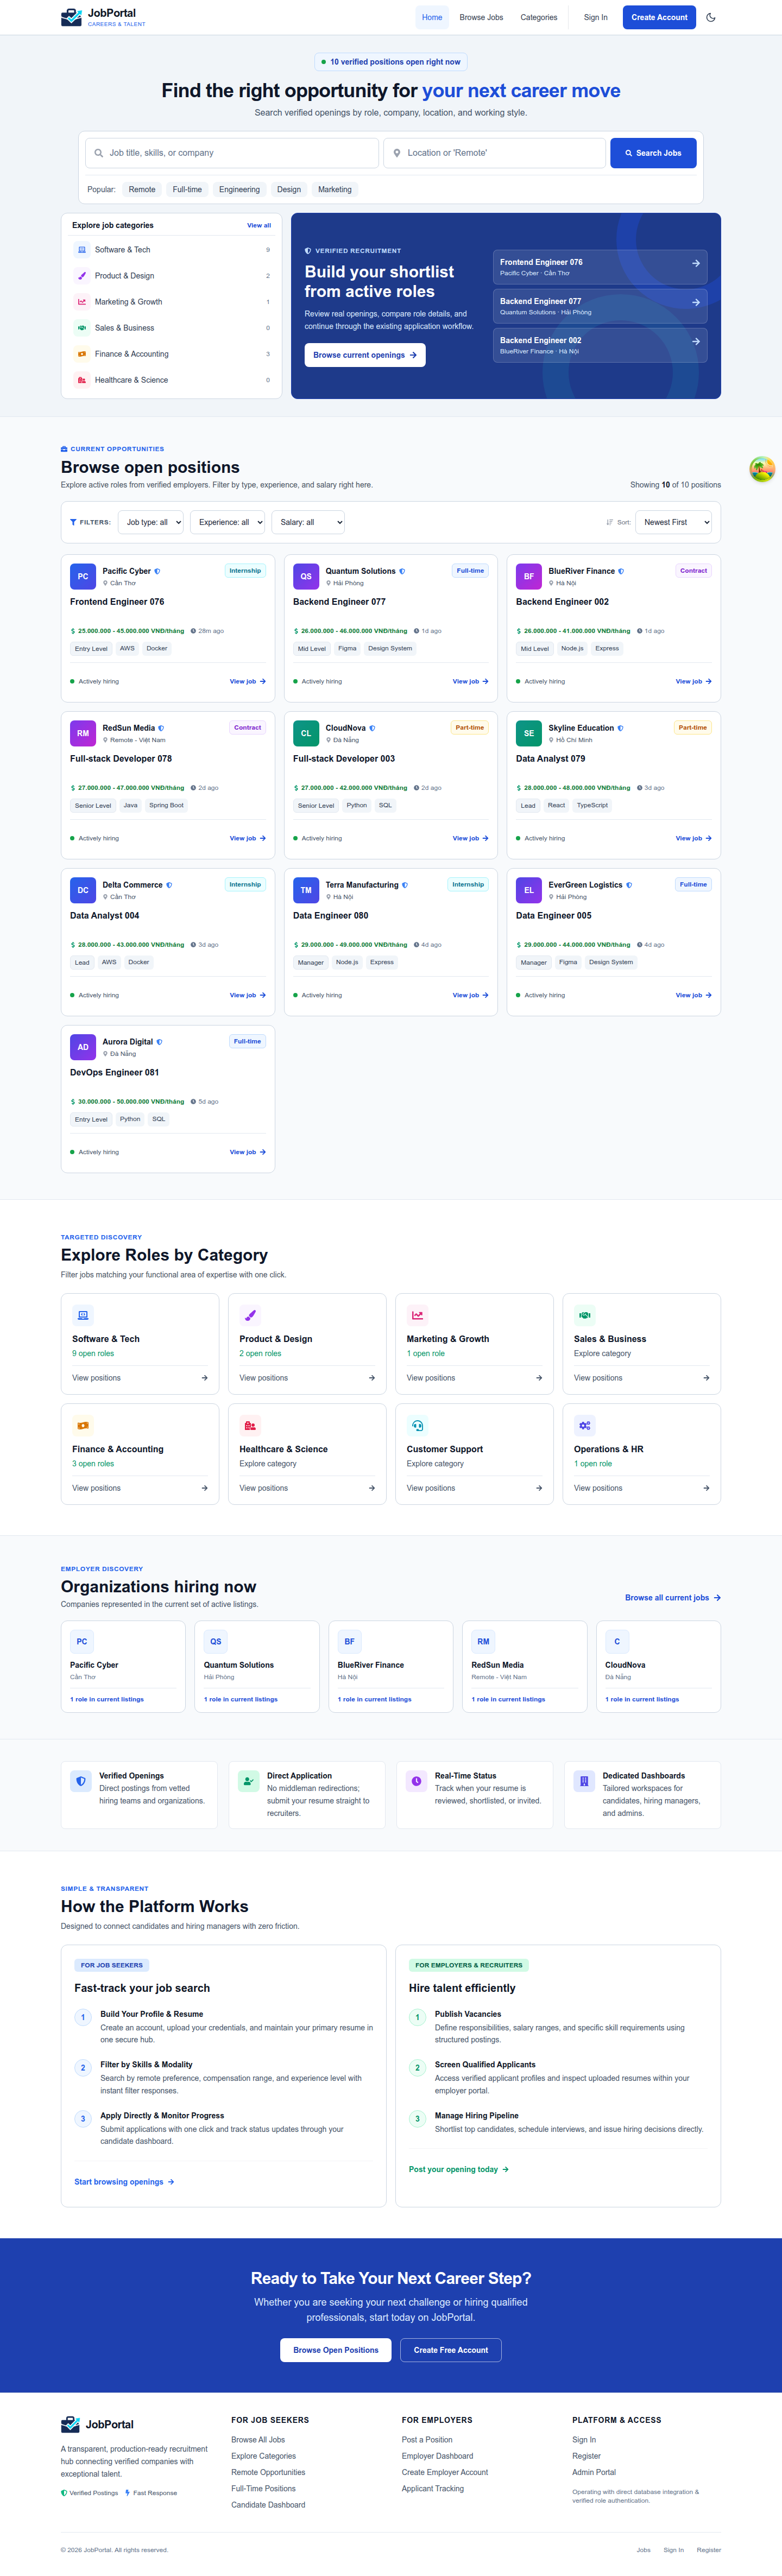 JobPortal
CAREERS & TALENT
Home
Browse Jobs
Categories
Sign In
Create Account
10 verified positions open right now
Find the right opportunity for your next career move
Search verified openings by role, company, location, and working style.
Job title, skills, or company
Location or 'Remote'
Search Jobs
Popular:
Remote
Full-time
Engineering
Design
Marketing
Explore job categories
View all
Software & Tech
9
Product & Design
2
Marketing & Growth
1
Sales & Business
0
Finance & Accounting
3
Healthcare & Science
0
VERIFIED RECRUITMENT
Build your shortlist
from active roles
Review real openings, compare role details, and
continue through the existing application workflow.
Browse current openings
Frontend Engineer 076
Pacific Cyber · Cần Thơ
Backend Engineer 077
Quantum Solutions · Hải Phòng
Backend Engineer 002
BlueRiver Finance · Hà Nội
CURRENT OPPORTUNITIES
Browse open positions
Explore active roles from verified employers. Filter by type, experience, and salary right here.
Showing 10 of 10 positions
FILTERS:
Job type: all
Experience: all
Salary: all
Sort:
Newest First
PC
Pacific Cyber
Cần Thơ
Internship
Frontend Engineer 076
25.000.000 - 45.000.000 VNĐ/tháng
28m ago
Entry Level
AWS
Docker
Actively hiring
View job
QS
Quantum Solutions
Hải Phòng
Full-time
Backend Engineer 077
26.000.000 - 46.000.000 VNĐ/tháng
1d ago
Mid Level
Figma
Design System
Actively hiring
View job
BF
BlueRiver Finance
Hà Nội
Contract
Backend Engineer 002
26.000.000 - 41.000.000 VNĐ/tháng
1d ago
Mid Level
Node.js
Express
Actively hiring
View job
RM
RedSun Media
Remote - Việt Nam
Contract
Full-stack Developer 078
27.000.000 - 47.000.000 VNĐ/tháng
2d ago
Senior Level
Java
Spring Boot
Actively hiring
View job
CL
CloudNova
Đà Nẵng
Part-time
Full-stack Developer 003
27.000.000 - 42.000.000 VNĐ/tháng
2d ago
Senior Level
Python
SQL
Actively hiring
View job
SE
Skyline Education
Hồ Chí Minh
Part-time
Data Analyst 079
28.000.000 - 48.000.000 VNĐ/tháng
3d ago
Lead
React
TypeScript
Actively hiring
View job
DC
Delta Commerce
Cần Thơ
Internship
Data Analyst 004
28.000.000 - 43.000.000 VNĐ/tháng
3d ago
Lead
AWS
Docker
Actively hiring
View job
TM
Terra Manufacturing
Hà Nội
Internship
Data Engineer 080
29.000.000 - 49.000.000 VNĐ/tháng
4d ago
Manager
Node.js
Express
Actively hiring
View job
EL
EverGreen Logistics
Hải Phòng
Full-time
Data Engineer 005
29.000.000 - 44.000.000 VNĐ/tháng
4d ago
Manager
Figma
Design System
Actively hiring
View job
AD
Aurora Digital
Đà Nẵng
Full-time
DevOps Engineer 081
30.000.000 - 50.000.000 VNĐ/tháng
5d ago
Entry Level
Python
SQL
Actively hiring
View job
TARGETED DISCOVERY
Explore Roles by Category
Filter jobs matching your functional area of expertise with one click.
Software & Tech
9 open roles
View positions
Product & Design
2 open roles
View positions
Marketing & Growth
1 open role
View positions
Sales & Business
Explore category
View positions
Finance & Accounting
3 open roles
View positions
Healthcare & Science
Explore category
View positions
Customer Support
Explore category
View positions
Operations & HR
1 open role
View positions
EMPLOYER DISCOVERY
Organizations hiring now
Companies represented in the current set of active listings.
Browse all current jobs
PC
Pacific Cyber
Cần Thơ
1 role in current listings
QS
Quantum Solutions
Hải Phòng
1 role in current listings
BF
BlueRiver Finance
Hà Nội
1 role in current listings
RM
RedSun Media
Remote - Việt Nam
1 role in current listings
C
CloudNova
Đà Nẵng
1 role in current listings
Verified Openings
Direct postings from vetted
hiring teams and organizations.
Direct Application
No middleman redirections;
submit your resume straight to
recruiters.
Real-Time Status
Track when your resume is
reviewed, shortlisted, or invited.
Dedicated Dashboards
Tailored workspaces for
candidates, hiring managers,
and admins.
SIMPLE & TRANSPARENT
How the Platform Works
Designed to connect candidates and hiring managers with zero friction.
FOR JOB SEEKERS
Fast-track your job search
1
Build Your Profile & Resume
Create an account, upload your credentials, and maintain your primary resume in
one secure hub.
2
Filter by Skills & Modality
Search by remote preference, compensation range, and experience level with
instant filter responses.
3
Apply Directly & Monitor Progress
Submit applications with one click and track status updates through your
candidate dashboard.
Start browsing openings
FOR EMPLOYERS & RECRUITERS
Hire talent efficiently
1
Publish Vacancies
Define responsibilities, salary ranges, and specific skill requirements using
structured postings.
2
Screen Qualified Applicants
Access verified applicant profiles and inspect uploaded resumes within your
employer portal.
3
Manage Hiring Pipeline
Shortlist top candidates, schedule interviews, and issue hiring decisions directly.
Post your opening today
Ready to Take Your Next Career Step?
Whether you are seeking your next challenge or hiring qualified
professionals, start today on JobPortal.
Browse Open Positions
Create Free Account
JobPortal
A transparent, production-ready recruitment
hub connecting verified companies with
exceptional talent.
Verified Postings
Fast Response
FOR JOB SEEKERS
Browse All Jobs
Explore Categories
Remote Opportunities
Full-Time Positions
Candidate Dashboard
FOR EMPLOYERS
Post a Position
Employer Dashboard
Create Employer Account
Applicant Tracking
PLATFORM & ACCESS
Sign In
Register
Admin Portal
Operating with direct database integration &
verified role authentication.
© 2026 JobPortal. All rights reserved.
Jobs
Sign In
Register